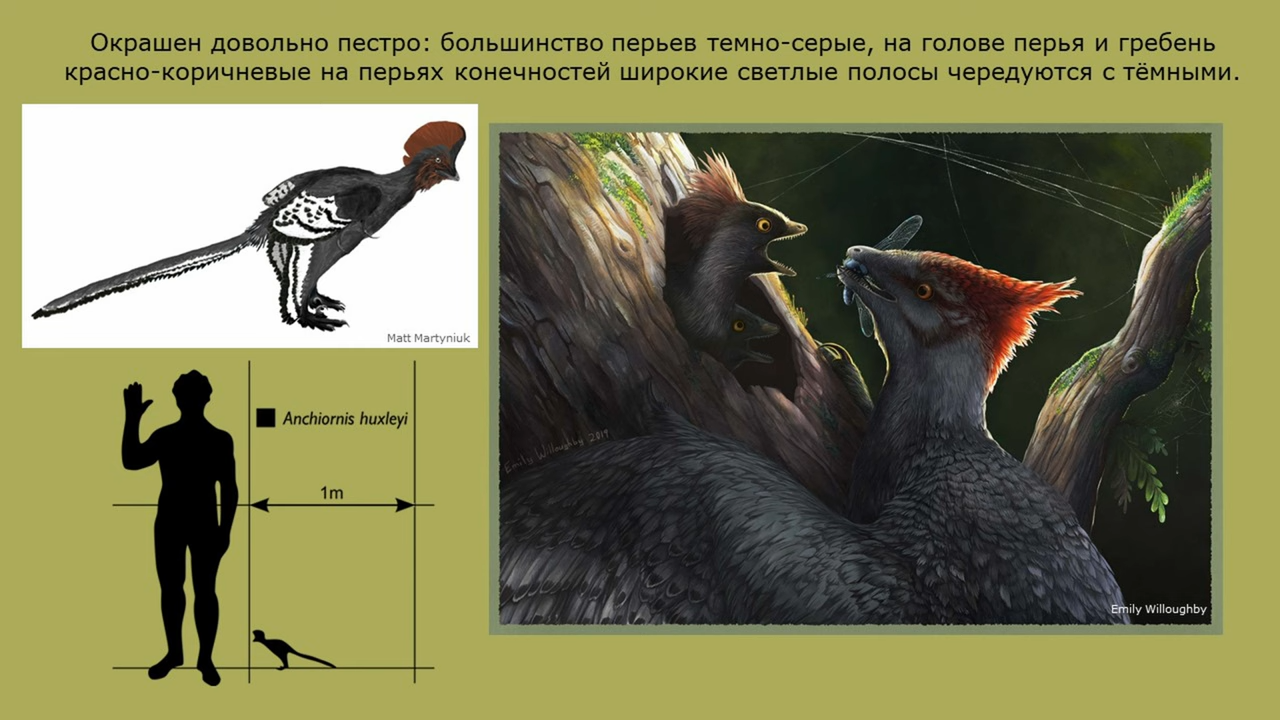 Окрашен довольно пестро: большинство перьев темно-серые, на голове перья и гребень
красно-коричневые на перьях конечностей широкие светлые полосы чередуются с тёмными.
Matt Martyniuk
Anchiornis huxleyi
1m
Emily Willoughby 2019
Emily Willoughby